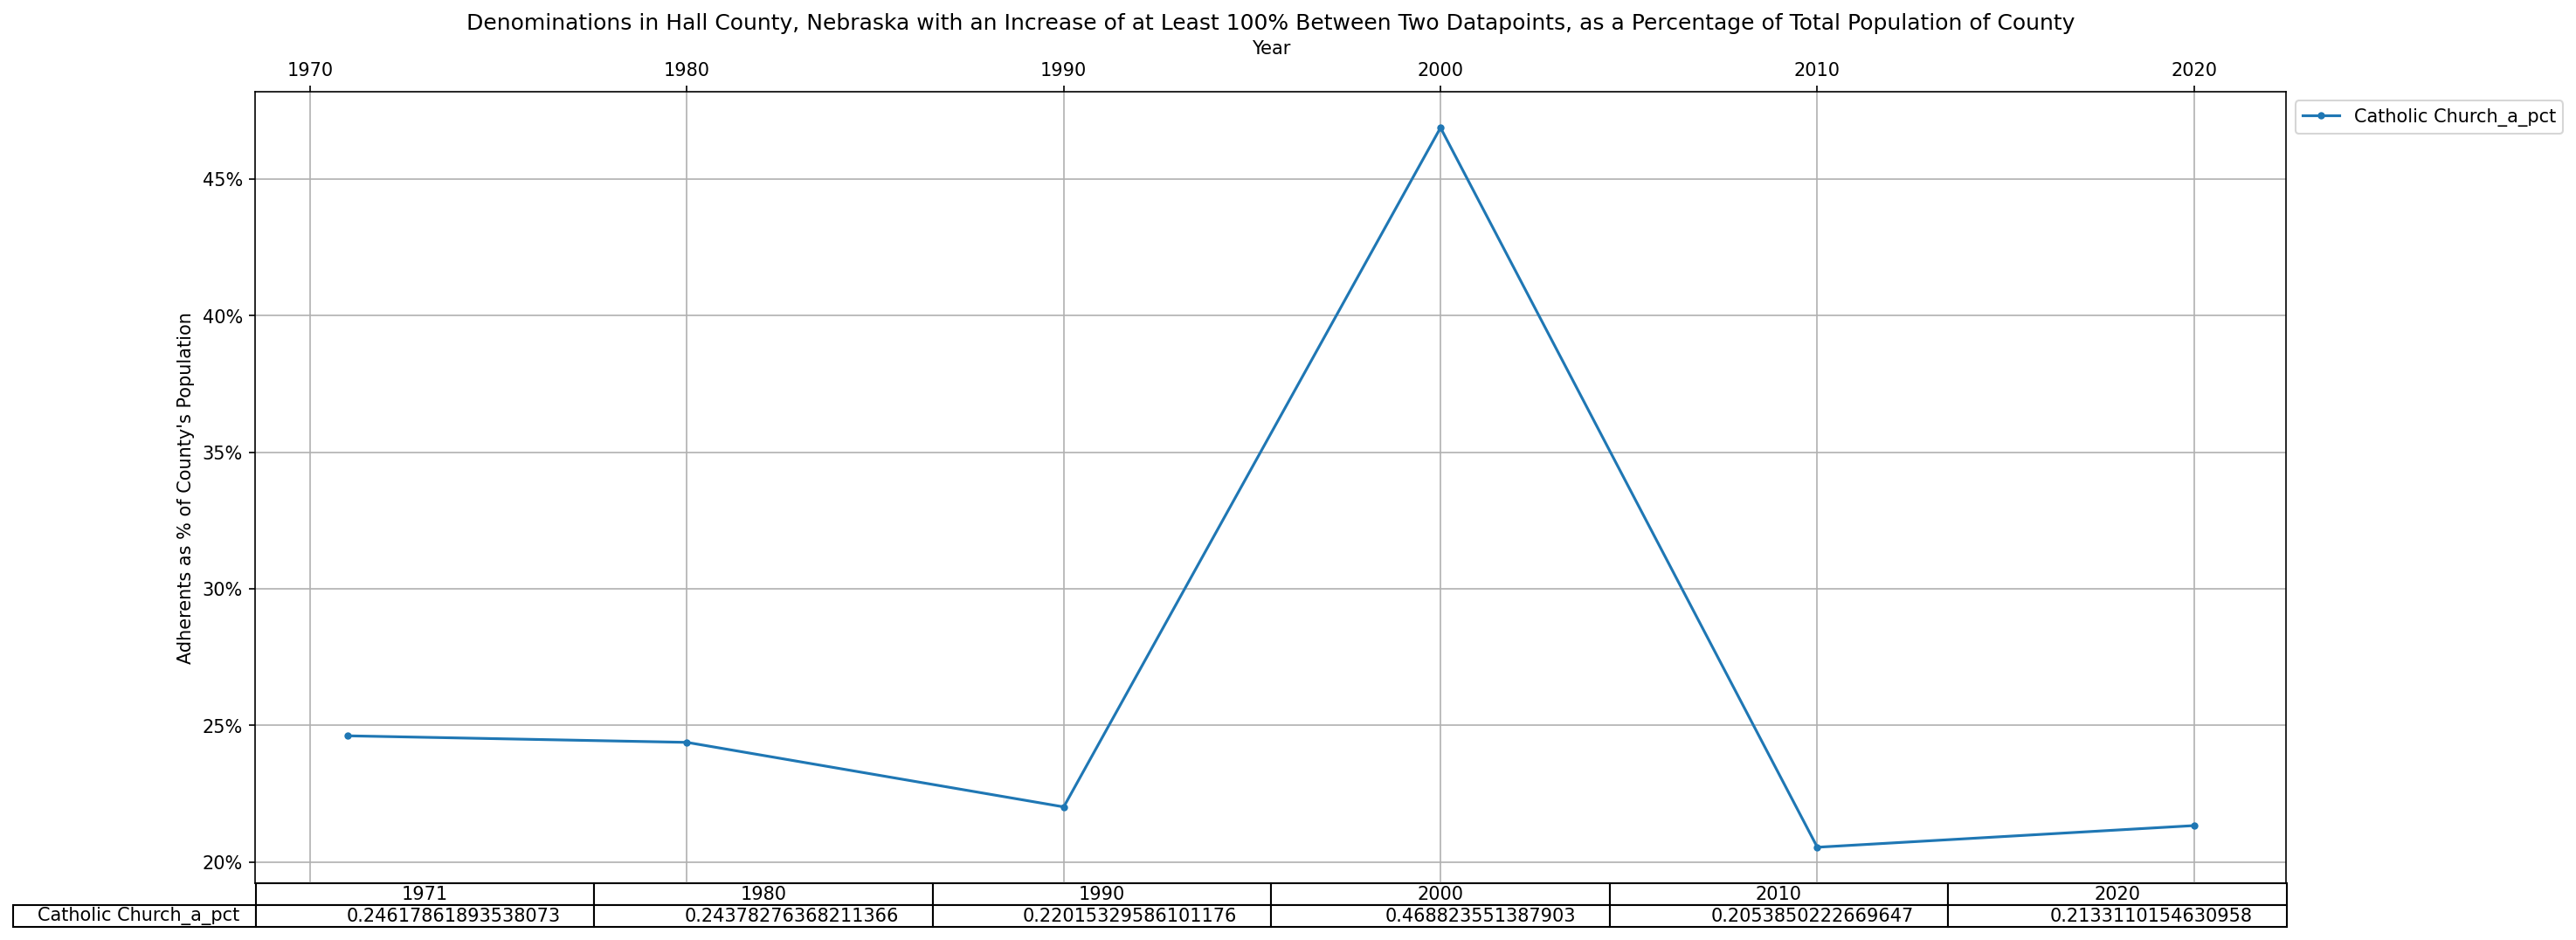 Denominations in Hall County, Nebraska with an Increase of at Least 100% Between Two Datapoints, as a Percentage of Total Population of County
Year
1970 1980 1990 2000 2010 2020
Catholic Church_a_pct
Adherents as % of County's Population
45%
40%
35%
30%
25%
20%
1971 1980 1990 2000 2010 2020
Catholic Church_a_pct 0.24617861893538073 0.24378276368211366 0.22015329586101176 0.468823551387903 0.2053850222669647 0.2133110154630958